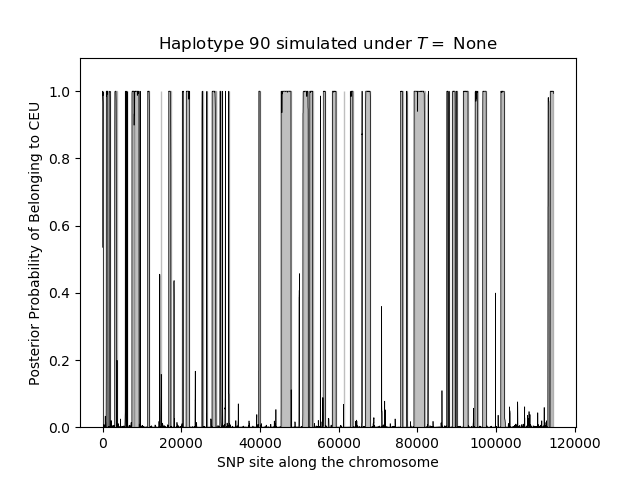 Haplotype 90 simulated under T = None
Posterior Probability of Belonging to CEU
1.0
0.8
0.6
0.4
0.2
0.0
0 20000 40000 60000 80000 100000 120000
SNP site along the chromosome